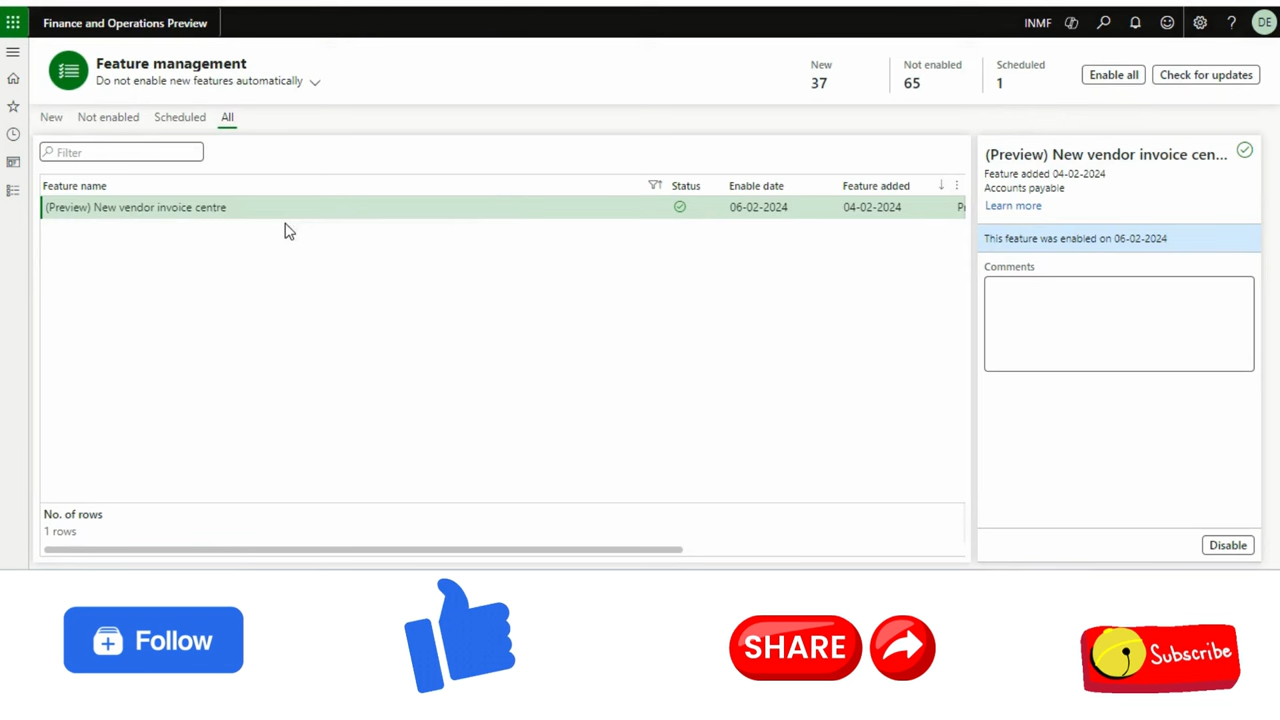 Finance and Operations Preview
INMF
DE
Feature management
Do not enable new features automatically
New
37
Not enabled
65
Scheduled
1
Enable all
Check for updates
New
Not enabled
Scheduled
All
Filter
Feature name
Status
Enable date
Feature added
(Preview) New vendor invoice centre
06-02-2024
04-02-2024
No. of rows
1 rows
(Preview) New vendor invoice cen...
Feature added 04-02-2024
Accounts payable
Learn more
This feature was enabled on 06-02-2024
Comments
Disable
Follow
SHARE
Subscribe